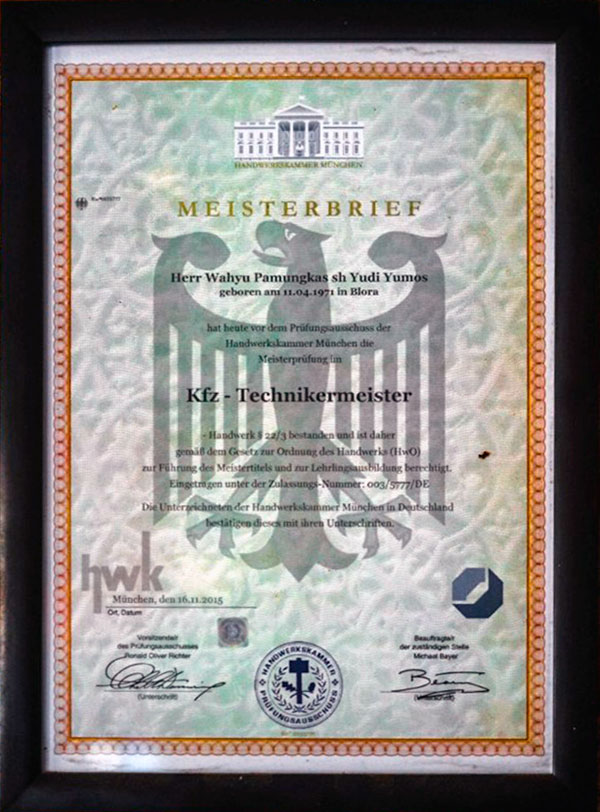 HANDWERKSKAMMER MÜNCHEN
MEISTERBRIEF
Herr Wahyu Pamungkas sh Yudi Yumos
geboren am 11.04.1971 in Blora
hat heute vor dem Prüfungsausschuss der
Handwerkskammer München die
Meisterprüfung im
Kfz - Technikermeister
- Handwerk § 22/3 bestanden und ist daher
gemäß dem Gesetz zur Ordnung des Handwerks (HwO)
zur Führung des Meistertitels und zur Lehrlingsausbildung berechtigt.
Eingetragen unter der Zulassungs-Nummer: 003/5777/DE
Die Unterzeichneten der Handwerkskammer München in Deutschland
bestätigen dieses mit ihren Unterschriften.
hwk
München, den 16.11.2015
Ort, Datum
Vorsitzende/r
des Prüfungsausschusses
Ronald Oliver Richter
(Unterschrift)
HANDWERKSKAMMER
PRÜFUNGSAUSSCHUSS
Beauftragte/r
der zuständigen Stelle
Michael Bayer
(Unterschrift)